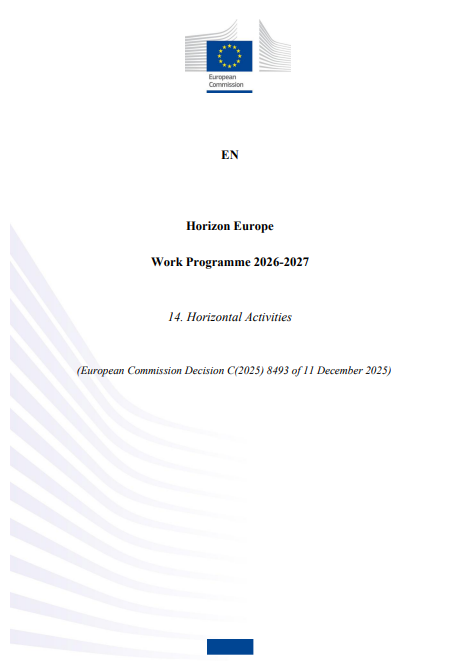 European
Commission
EN
Horizon Europe
Work Programme 2026-2027
14. Horizontal Activities
(European Commission Decision C(2025) 8493 of 11 December 2025)